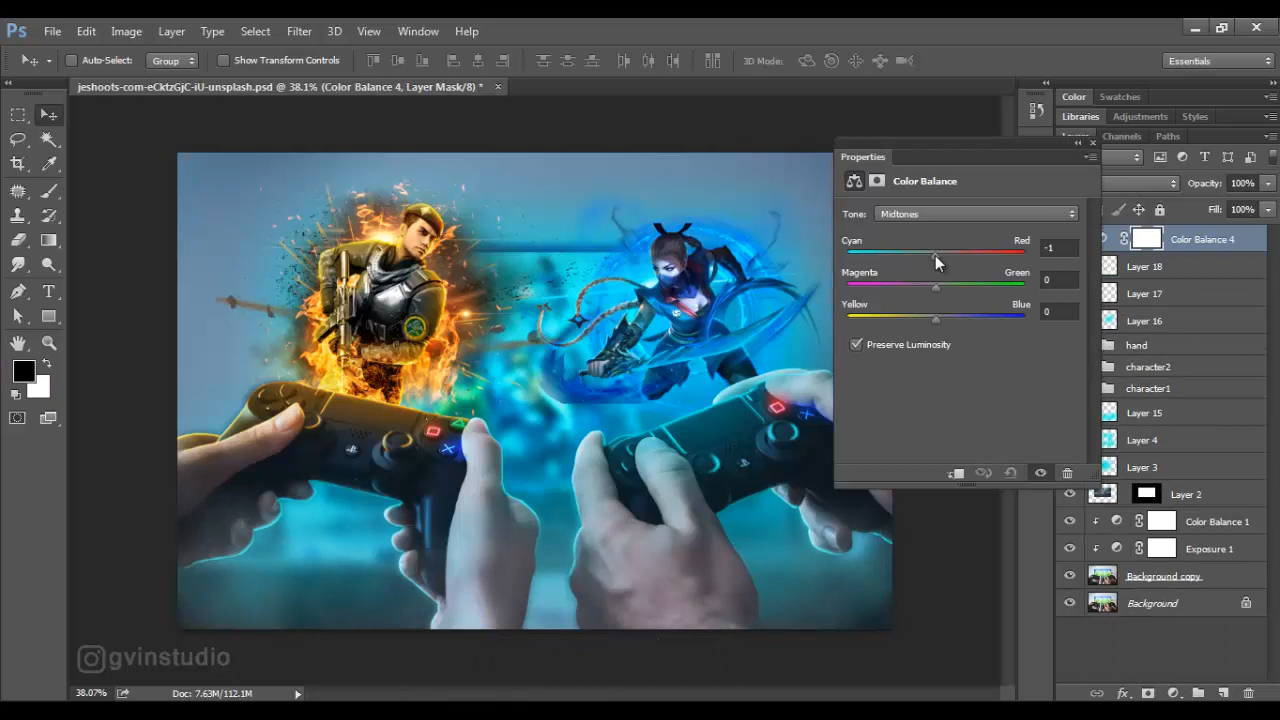 Ps File Edit Image Layer Type Select Filter 3D View Window Help
Auto-Select: Group Show Transform Controls 3D Mode: Essentials
jeshoots-com-eCktzGjC-iU-unsplash.psd @ 38.1% (Color Balance 4, Layer Mask/8) *
Color Swatches
Libraries Adjustments Styles
Channels Paths
Properties
Color Balance
Opacity: 100%
Tone: Midtones
Fill: 100%
Cyan Red -1
Magenta Green 0
Yellow Blue 0
Preserve Luminosity
Color Balance 4
Layer 18
Layer 17
Layer 16
hand
character2
character1
Layer 15
Layer 4
Layer 3
Layer 2
Color Balance 1
Exposure 1
Background copy
Background
gvinstudio
38.07% Doc: 7.63M/112.1M
fx